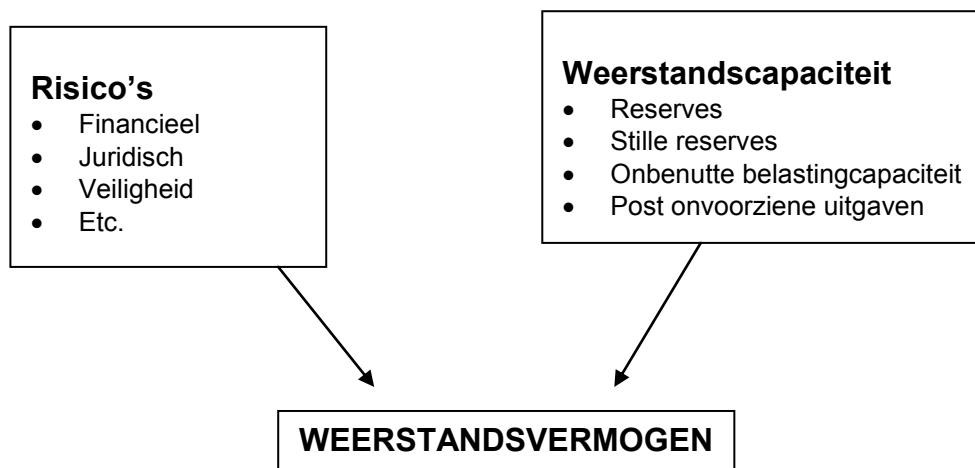 Risico’s
• Financieel
• Juridisch
• Veiligheid
• Etc.
Weerstandscapaciteit
• Reserves
• Stille reserves
• Onbenutte belastingcapaciteit
• Post onvoorziene uitgaven
WEERSTANDSVERMOGEN